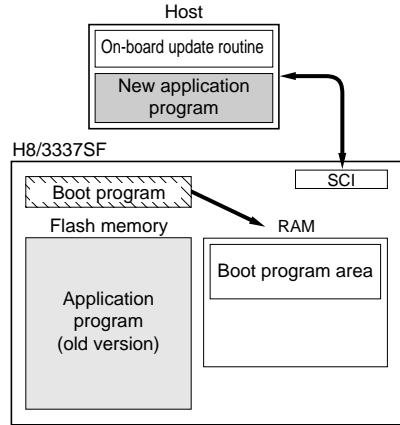 Host
On-board update routine
New application
program
H8/3337SF
SCI
Boot program
Flash memory
RAM
Boot program area
Application
program
(old version)